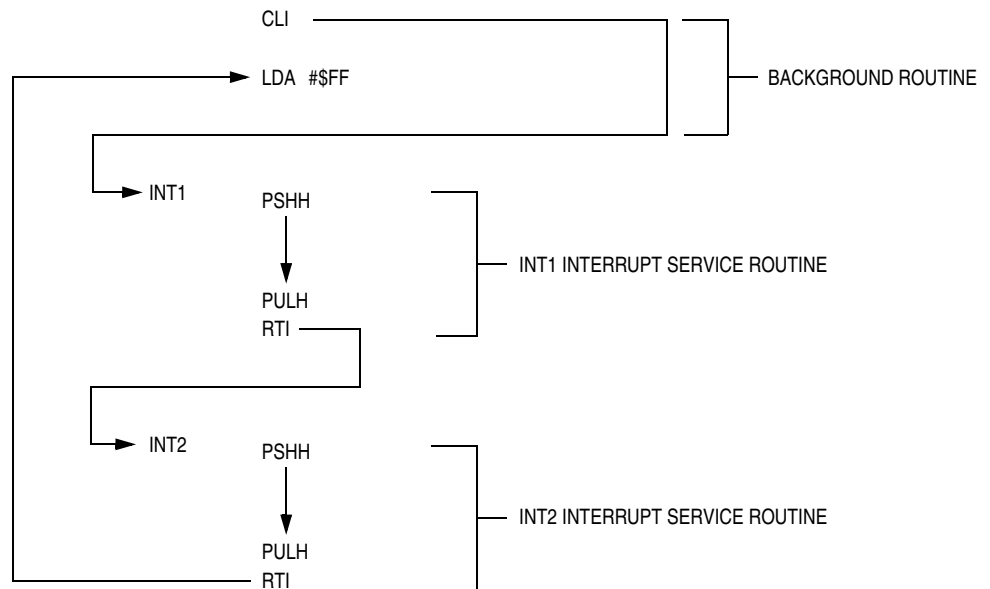 CLI
LDA #$FF
BACKGROUND ROUTINE
INT1
PSHH
INT1 INTERRUPT SERVICE ROUTINE
PULH
RTI
INT2
PSHH
INT2 INTERRUPT SERVICE ROUTINE
PULH
RTI